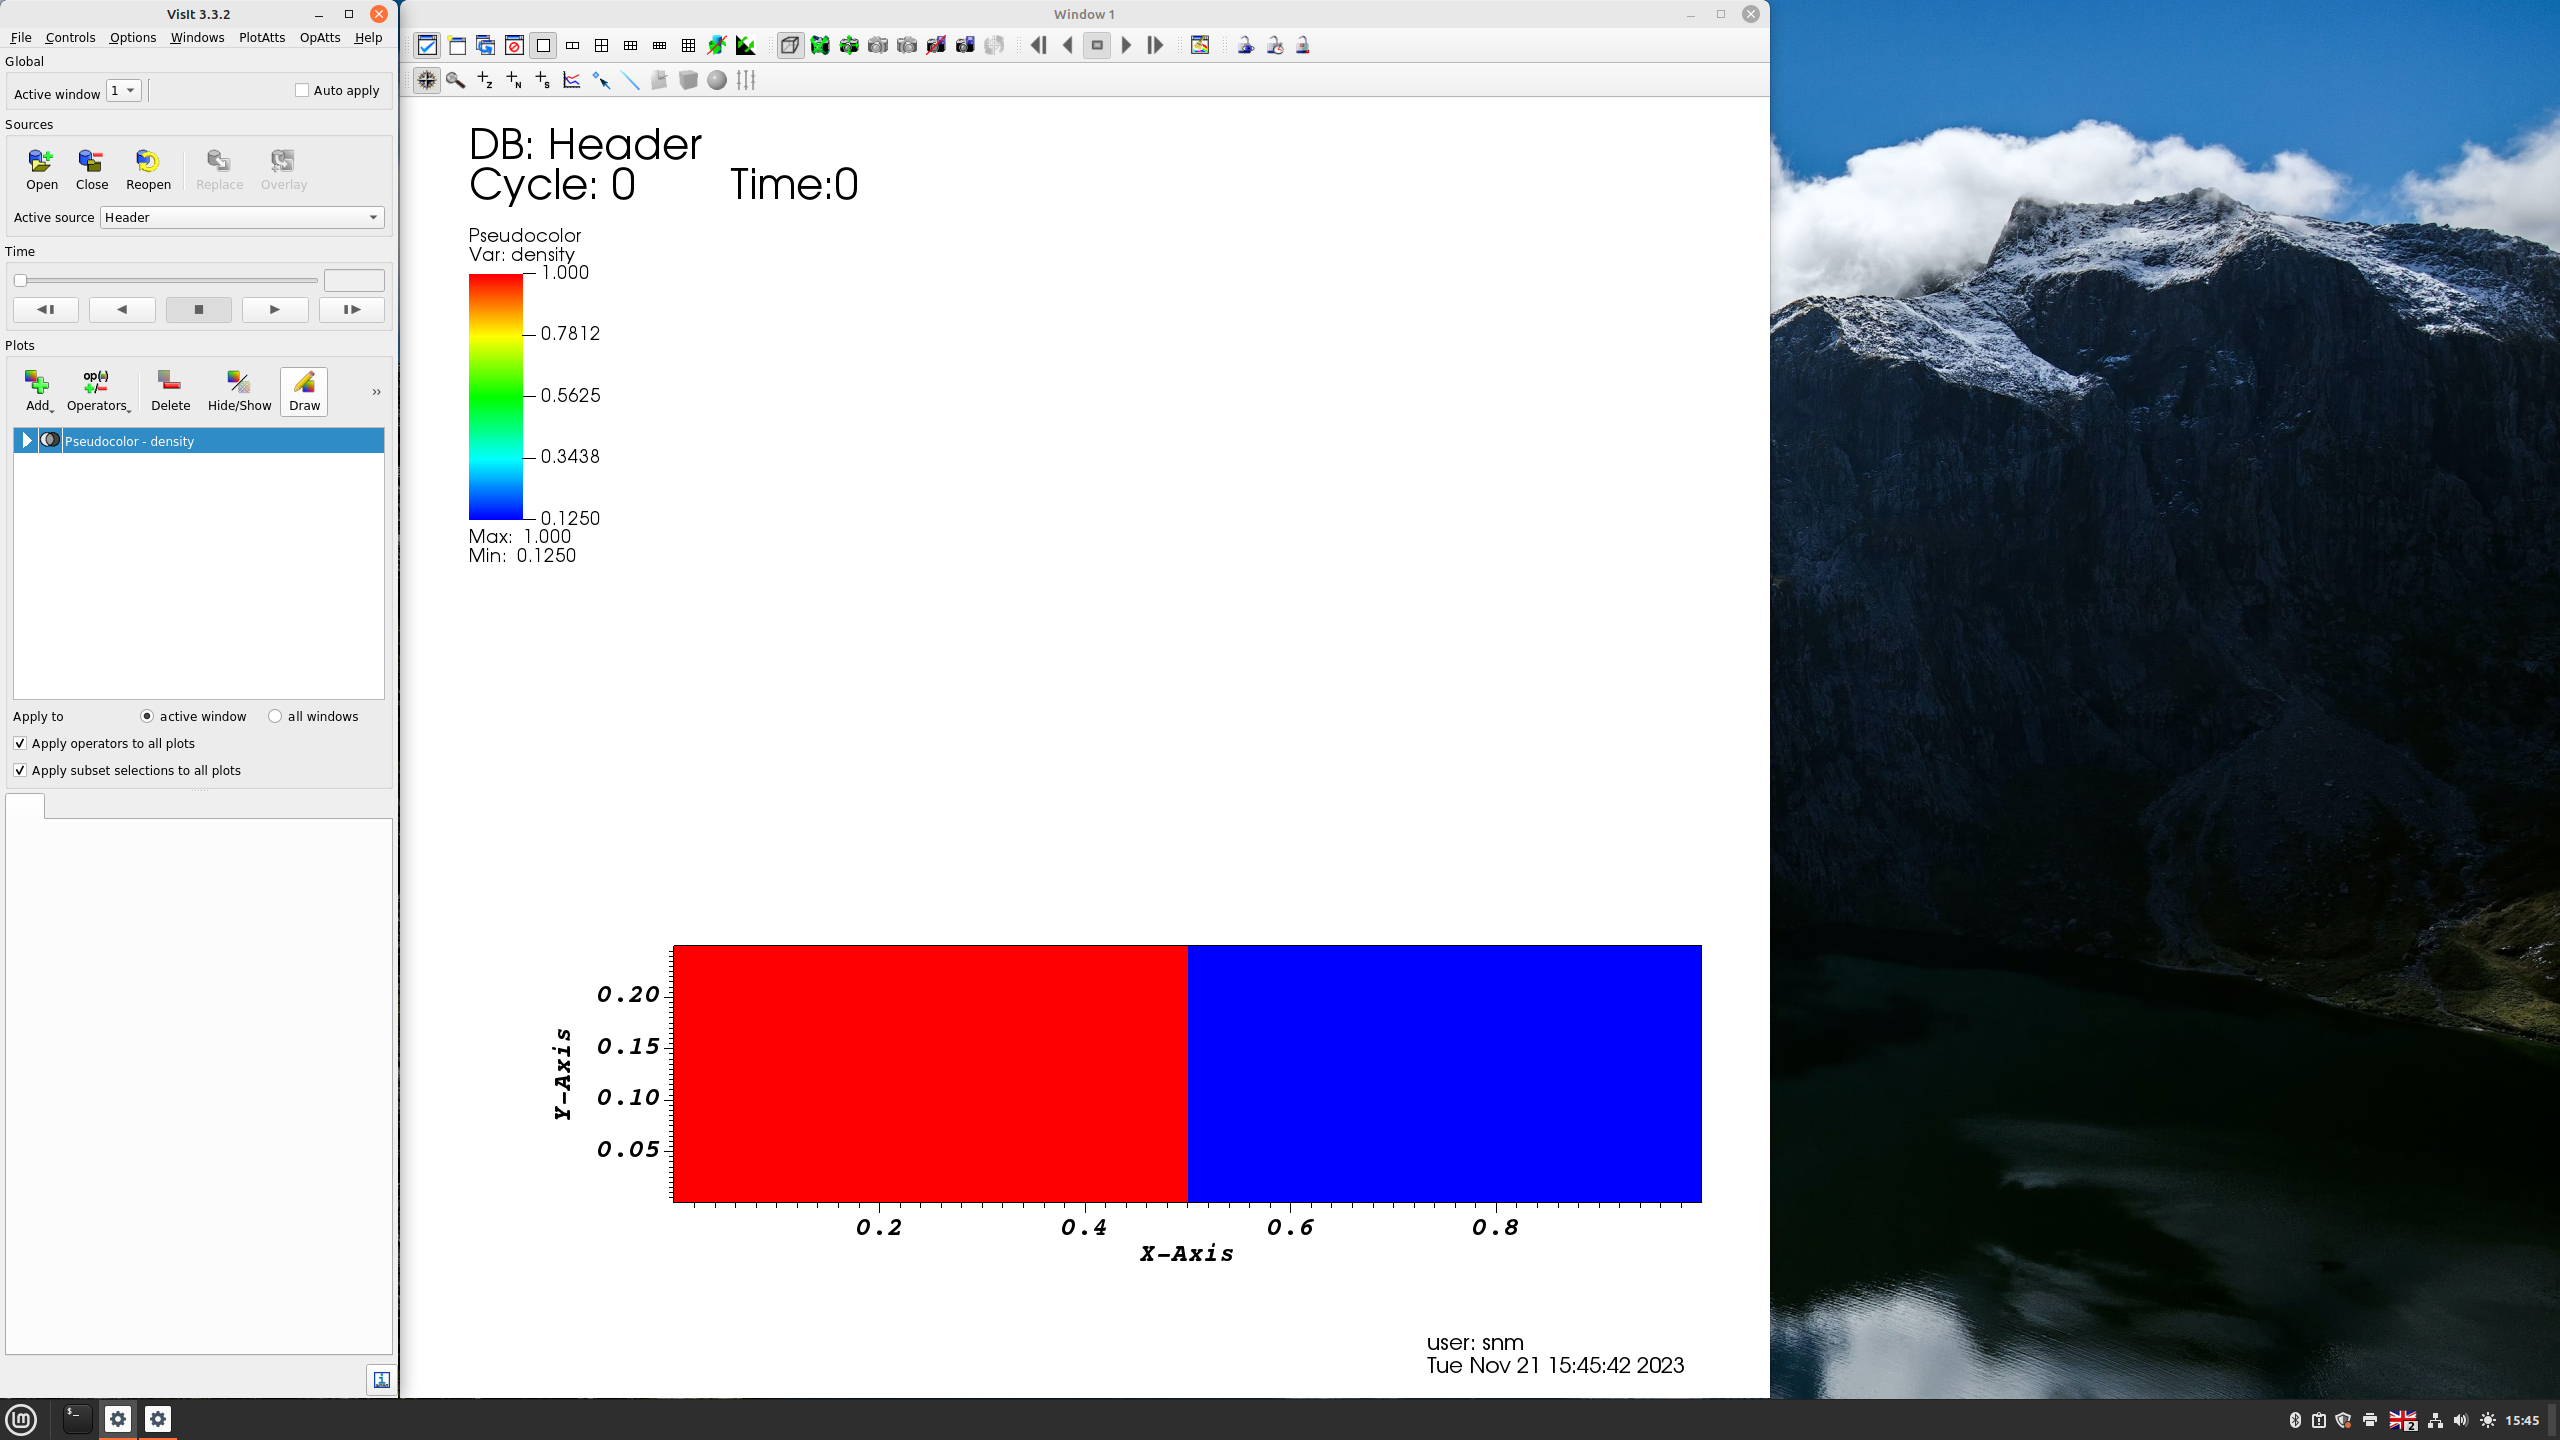 VisIt 3.3.2
File Controls Options Windows PlotAtts OpAtts Help
Global
Active window 1 Auto apply
Sources
Open Close Reopen Replace Overlay
Active source Header
Time
Plots
Add Operators Delete Hide/Show Draw »
op(·)
Pseudocolor - density
Apply to active window all windows
Apply operators to all plots
Apply subset selections to all plots
Window 1
Z N S
DB: Header
Cycle: 0 Time:0
Pseudocolor
Var: density
1.000
0.7812
0.5625
0.3438
0.1250
Max: 1.000
Min: 0.1250
0.20
0.15
0.10
0.05
Y-Axis
0.2 0.4 0.6 0.8
X-Axis
user: snm
Tue Nov 21 15:45:42 2023
$_
2
15:45